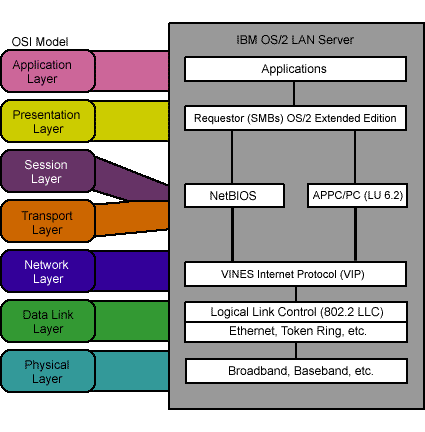 OSI Model
Application
Layer
Presentation
Layer
Session
Layer
Transport
Layer
Network
Layer
Data Link
Layer
Physical
Layer
IBM OS/2 LAN Server
Applications
Requestor (SMBs) OS/2 Extended Edition
NetBIOS
APPC/PC (LU 6.2)
VINES Internet Protocol (VIP)
Logical Link Control (802.2 LLC)
Ethernet, Token Ring, etc.
Broadband, Baseband, etc.